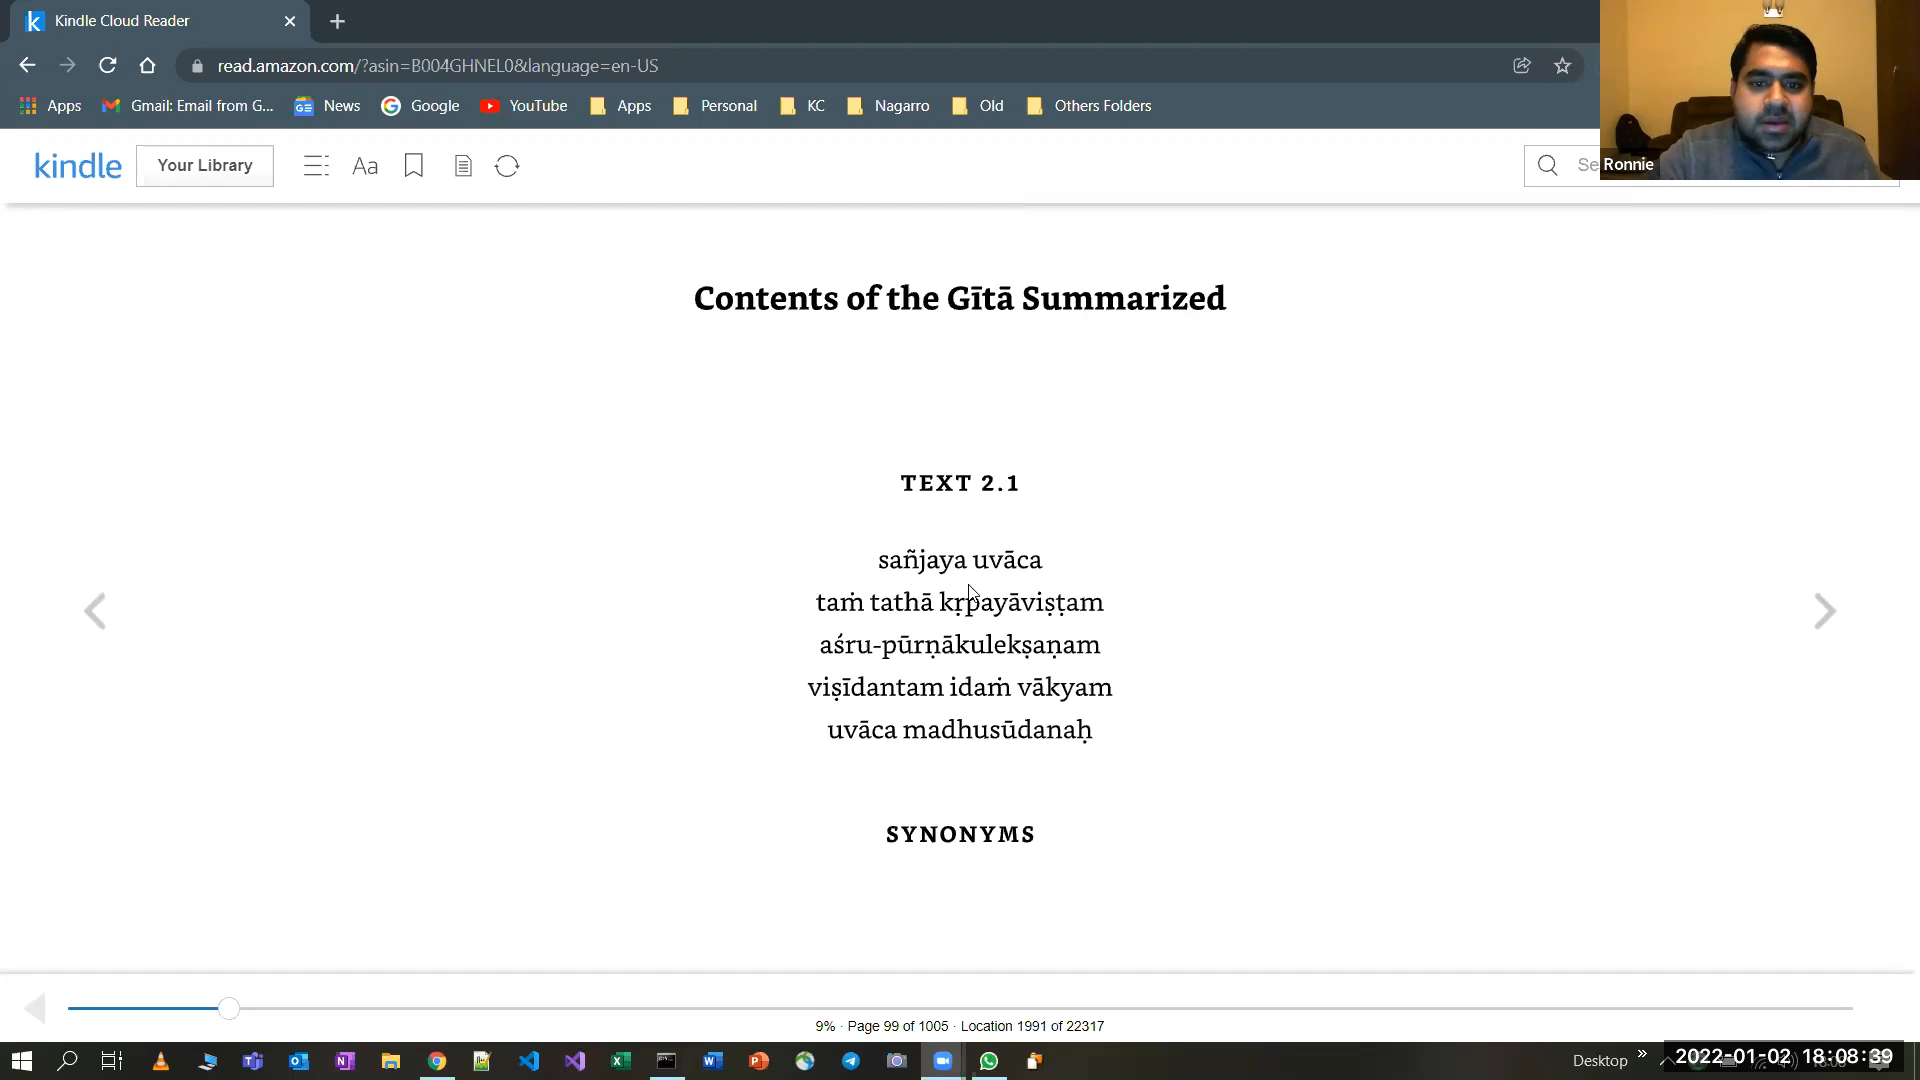 Kindle Cloud Reader
read.amazon.com/?asin=B004GHNEL0&language=en-US
Apps Gmail: Email from G... News Google YouTube Apps Personal KC Nagarro Old Others Folders
kindle Your Library Aa Se
Ronnie
Contents of the Gītā Summarized
TEXT 2.1
sañjaya uvāca
taṁ tathā kṛpayāviṣṭam
aśru-pūrṇākulekṣaṇam
viṣīdantam idaṁ vākyam
uvāca madhusūdanaḥ
SYNONYMS
9% · Page 99 of 1005 · Location 1991 of 22317
Desktop 2022-01-02 18:08:39